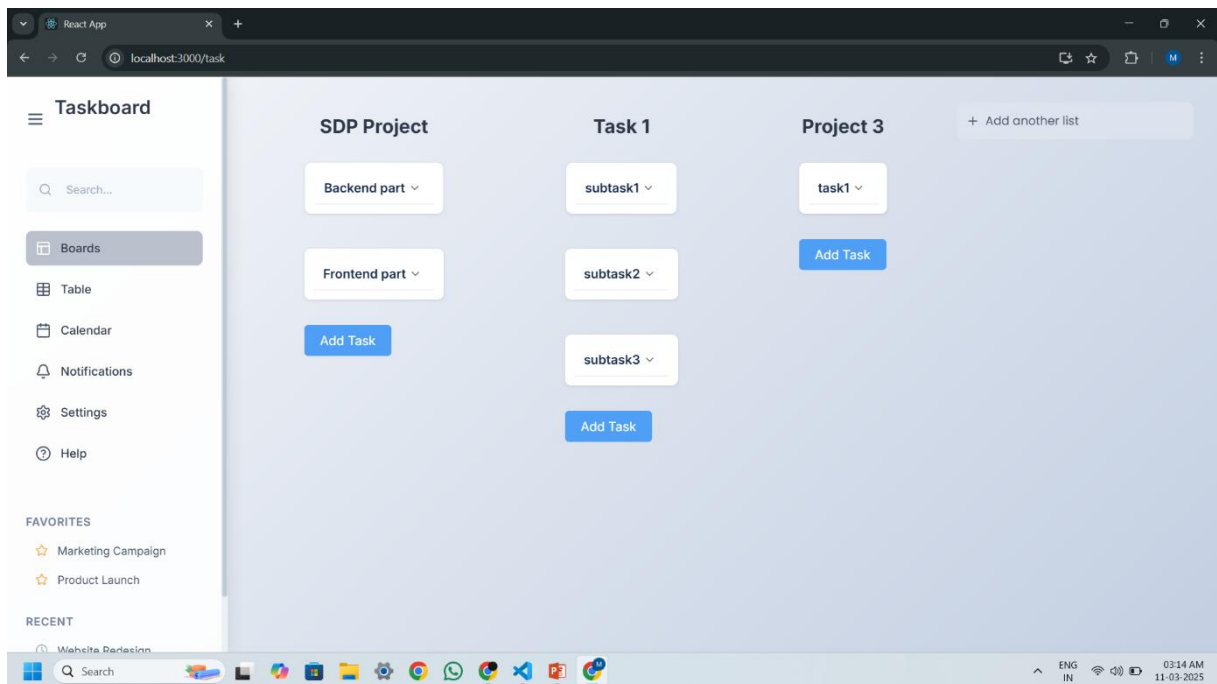 React App
localhost:3000/task
M
Taskboard
Search...
Boards
Table
Calendar
Notifications
Settings
Help
FAVORITES
Marketing Campaign
Product Launch
RECENT
Website Redesign
SDP Project
Backend part
Frontend part
Add Task
Task 1
subtask1
subtask2
subtask3
Add Task
Project 3
task1
Add Task
+ Add another list
Search
ENG
IN
03:14 AM
11-03-2025